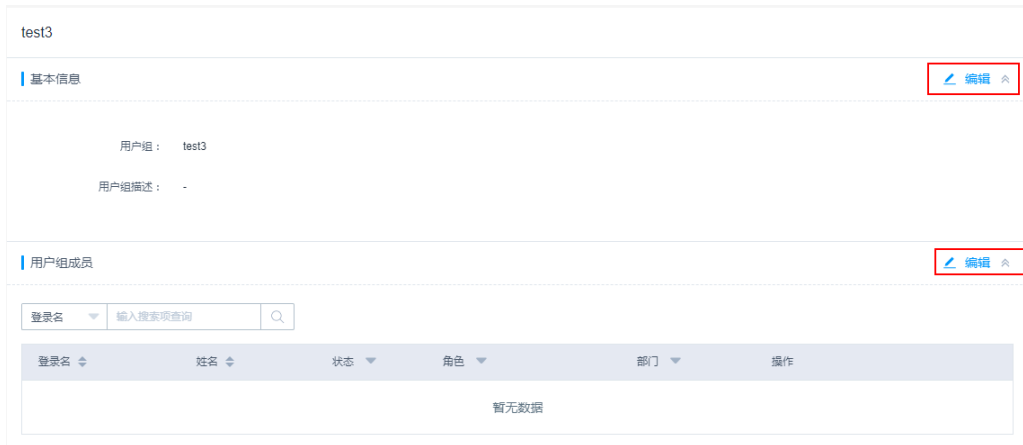 test3
基本信息 编辑
用户组： test3
用户组描述： -
用户组成员 编辑
登录名 输入搜索项查询
登录名 姓名 状态 角色 部门 操作
暂无数据